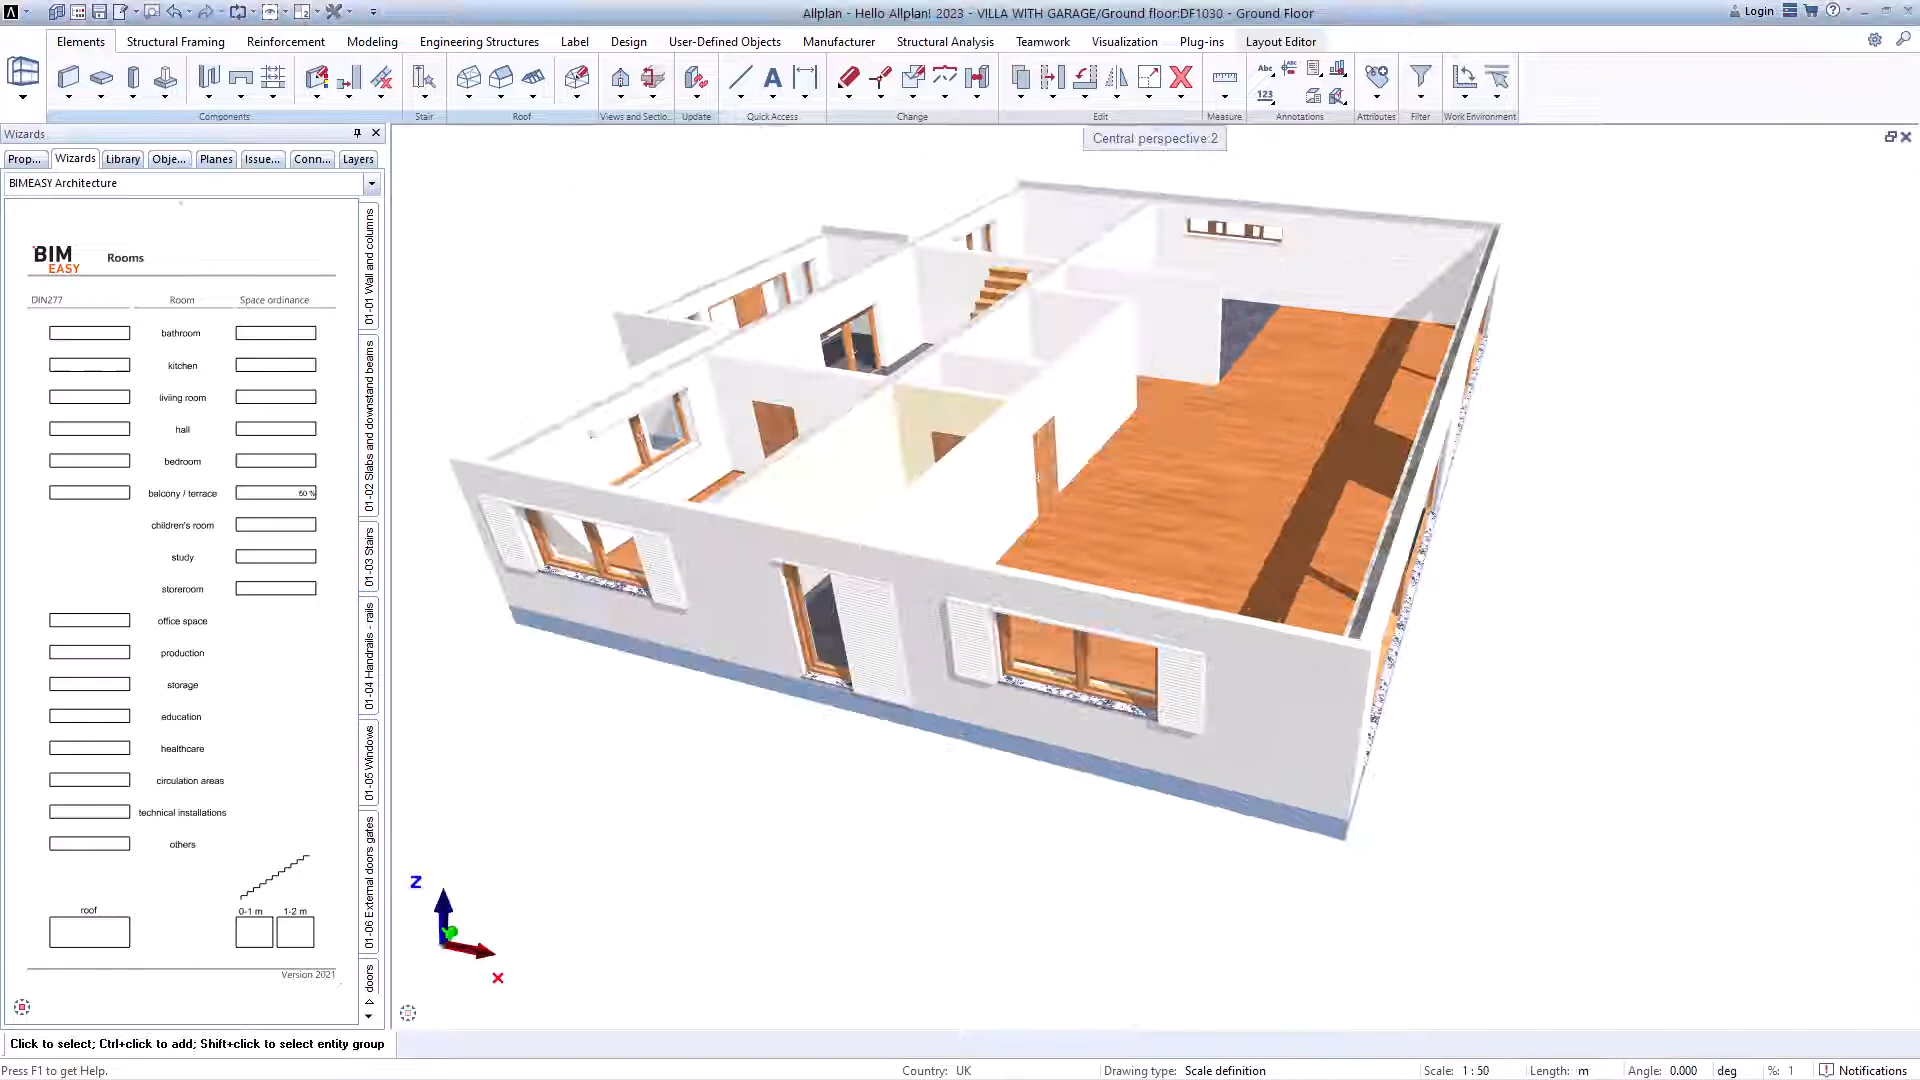 Allplan - Hello Allplan! 2023 - VILLA WITH GARAGE/Ground floor:DF1030 - Ground Floor
Login
Elements Structural Framing Reinforcement Modeling Engineering Structures Label Design User-Defined Objects Manufacturer Structural Analysis Teamwork Visualization Plug-ins Layout Editor
Abc
123
Components Stair Roof Views and Sectio... Update Quick Access Change Edit Measure Annotations Attributes Filter Work Environment
Wizards
Central perspective:2
Prop... Wizards Library Obje... Planes Issue... Conn... Layers
BIMEASY Architecture
BIM
EASY
Rooms
DIN277 Room Space ordinance
bathroom
kitchen
liviing room
hall
bedroom
balcony / terrace 50 %
children's room
study
storeroom
office space
production
storage
education
healthcare
circulation areas
technical installations
others
roof 0-1 m 1-2 m
Version 2021
01-01 Wall and columns
01-02 Slabs and downstand beams
01-03 Stairs
01-04 Handrails - rails
01-05 Windows
01-06 External doors gates
doors
Z
Click to select; Ctrl+click to add; Shift+click to select entity group
Press F1 to get Help. Country: UK Drawing type: Scale definition Scale: 1 : 50 Length: m Angle: 0.000 deg %: 1 Notifications